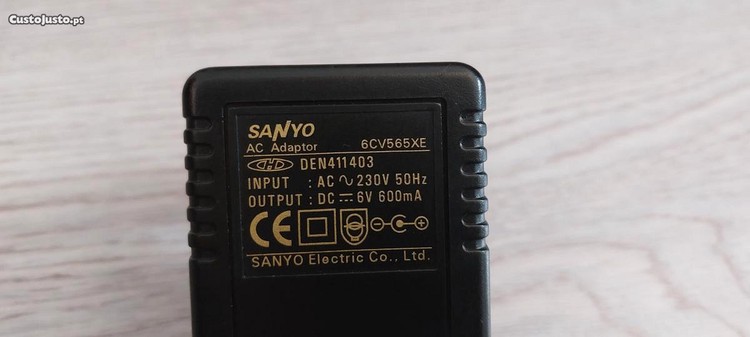 CustoJusto.pt
SANYO
AC Adaptor 6CV565XE
DEN411403
INPUT : AC ∿ 230V 50Hz
OUTPUT : DC ⎓ 6V 600mA
CE
SANYO Electric Co., Ltd.